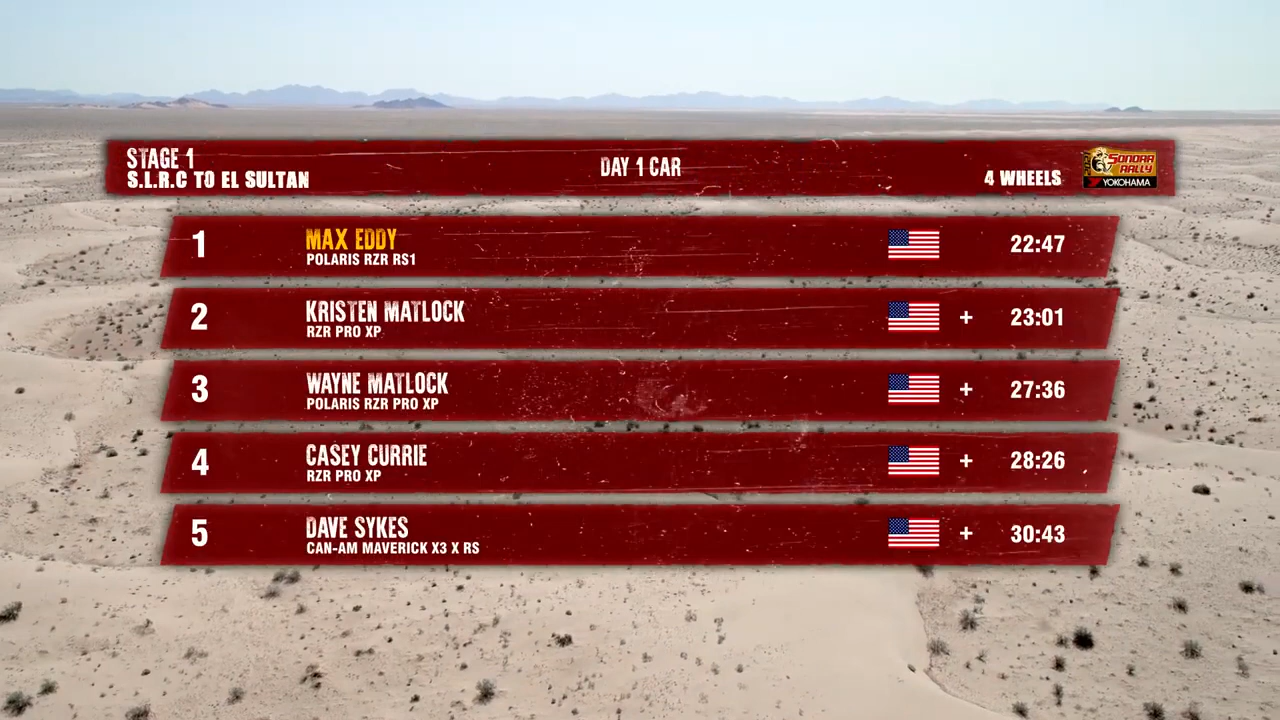 STAGE 1
S.L.R.C TO EL SULTAN
DAY 1 CAR
4 WHEELS
SONORA
RALLY
YOKOHAMA
1
MAX EDDY
POLARIS RZR RS1
22:47
2
KRISTEN MATLOCK
RZR PRO XP
+ 23:01
3
WAYNE MATLOCK
POLARIS RZR PRO XP
+ 27:36
4
CASEY CURRIE
RZR PRO XP
+ 28:26
5
DAVE SYKES
CAN-AM MAVERICK X3 X RS
+ 30:43